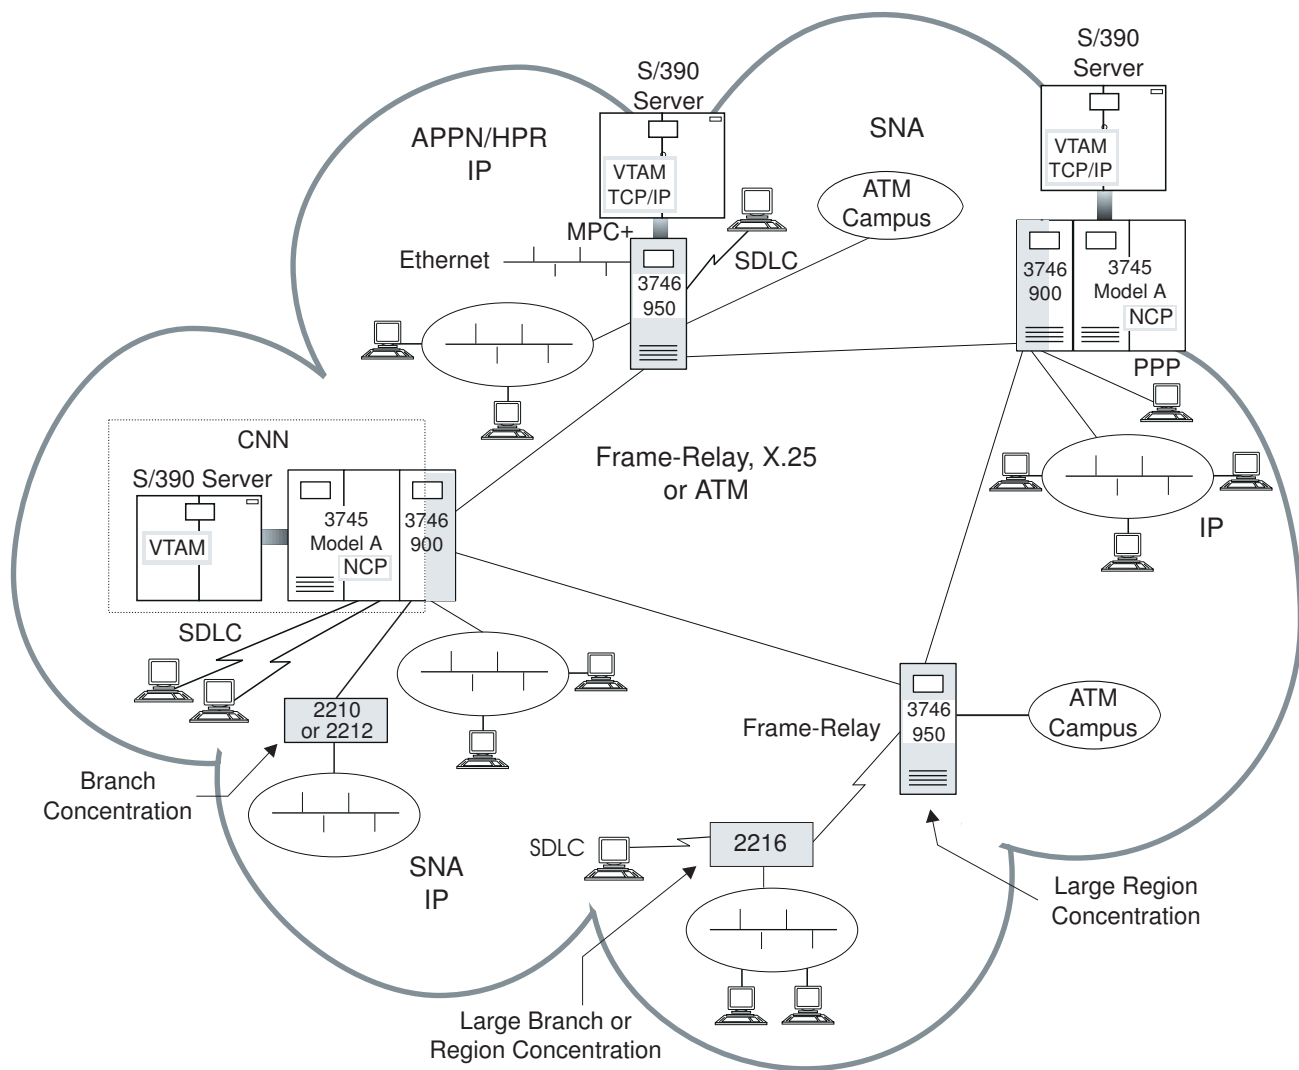 S/390
Server
S/390
Server
APPN/HPR
IP
SNA
VTAM
TCP/IP
VTAM
TCP/IP
ATM
Campus
MPC+
Ethernet
SDLC
3746
950
3746
900
3745
Model A
NCP
PPP
CNN
S/390 Server
Frame-Relay, X.25
or ATM
VTAM
3745
Model A
NCP
3746
900
IP
SDLC
2210
or 2212
Frame-Relay
3746
950
ATM
Campus
Branch
Concentration
SDLC
2216
SNA
IP
Large Region
Concentration
Large Branch or
Region Concentration